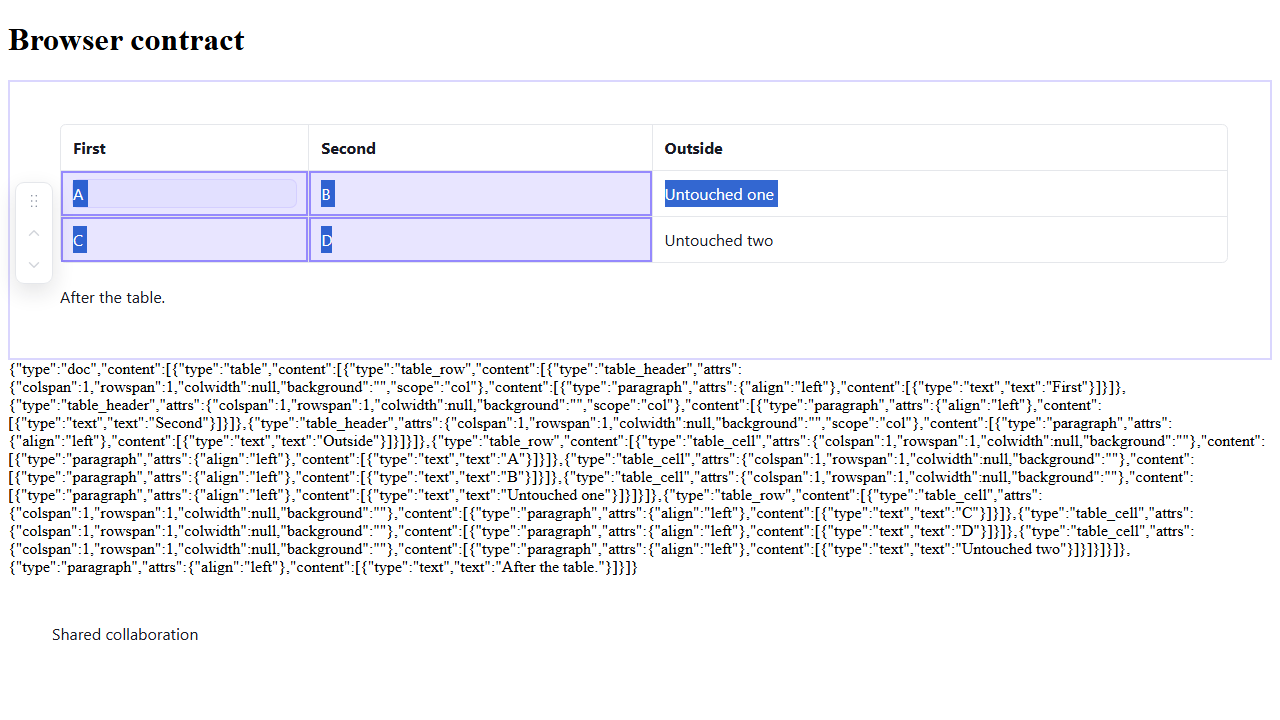 Browser contract
First Second Outside
A B Untouched one
C D Untouched two
After the table.
{"type":"doc","content":[{"type":"table","content":[{"type":"table_row","content":[{"type":"table_header","attrs":
{"colspan":1,"rowspan":1,"colwidth":null,"background":"","scope":"col"},"content":[{"type":"paragraph","attrs":{"align":"left"},"content":[{"type":"text","text":"First"}]}]},
{"type":"table_header","attrs":{"colspan":1,"rowspan":1,"colwidth":null,"background":"","scope":"col"},"content":[{"type":"paragraph","attrs":{"align":"left"},"content":
[{"type":"text","text":"Second"}]}]},{"type":"table_header","attrs":{"colspan":1,"rowspan":1,"colwidth":null,"background":"","scope":"col"},"content":[{"type":"paragraph","attrs":
{"align":"left"},"content":[{"type":"text","text":"Outside"}]}]}]},{"type":"table_row","content":[{"type":"table_cell","attrs":{"colspan":1,"rowspan":1,"colwidth":null,"background":""},"content":
[{"type":"paragraph","attrs":{"align":"left"},"content":[{"type":"text","text":"A"}]}]},{"type":"table_cell","attrs":{"colspan":1,"rowspan":1,"colwidth":null,"background":""},"content":
[{"type":"paragraph","attrs":{"align":"left"},"content":[{"type":"text","text":"B"}]}]},{"type":"table_cell","attrs":{"colspan":1,"rowspan":1,"colwidth":null,"background":""},"content":
[{"type":"paragraph","attrs":{"align":"left"},"content":[{"type":"text","text":"Untouched one"}]}]}]},{"type":"table_row","content":[{"type":"table_cell","attrs":
{"colspan":1,"rowspan":1,"colwidth":null,"background":""},"content":[{"type":"paragraph","attrs":{"align":"left"},"content":[{"type":"text","text":"C"}]}]},{"type":"table_cell","attrs":
{"colspan":1,"rowspan":1,"colwidth":null,"background":""},"content":[{"type":"paragraph","attrs":{"align":"left"},"content":[{"type":"text","text":"D"}]}]},{"type":"table_cell","attrs":
{"colspan":1,"rowspan":1,"colwidth":null,"background":""},"content":[{"type":"paragraph","attrs":{"align":"left"},"content":[{"type":"text","text":"Untouched two"}]}]}]}]},
{"type":"paragraph","attrs":{"align":"left"},"content":[{"type":"text","text":"After the table."}]}]}
Shared collaboration